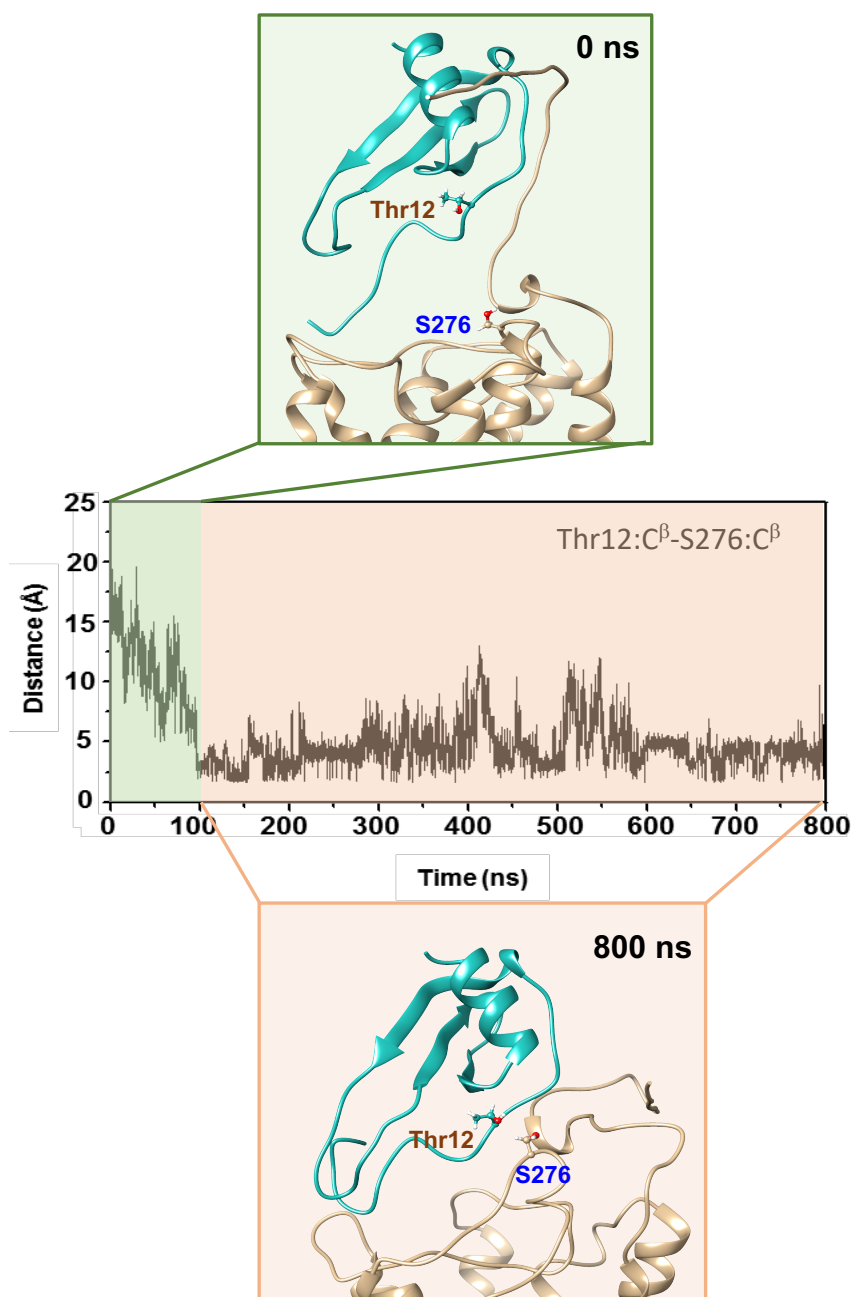 0 ns
Thr12
S276
25
20
15
10
5
0
Distance (Å)
Thr12:Cᵝ-S276:Cᵝ
0 100 200 300 400 500 600 700 800
Time (ns)
800 ns
Thr12
S276